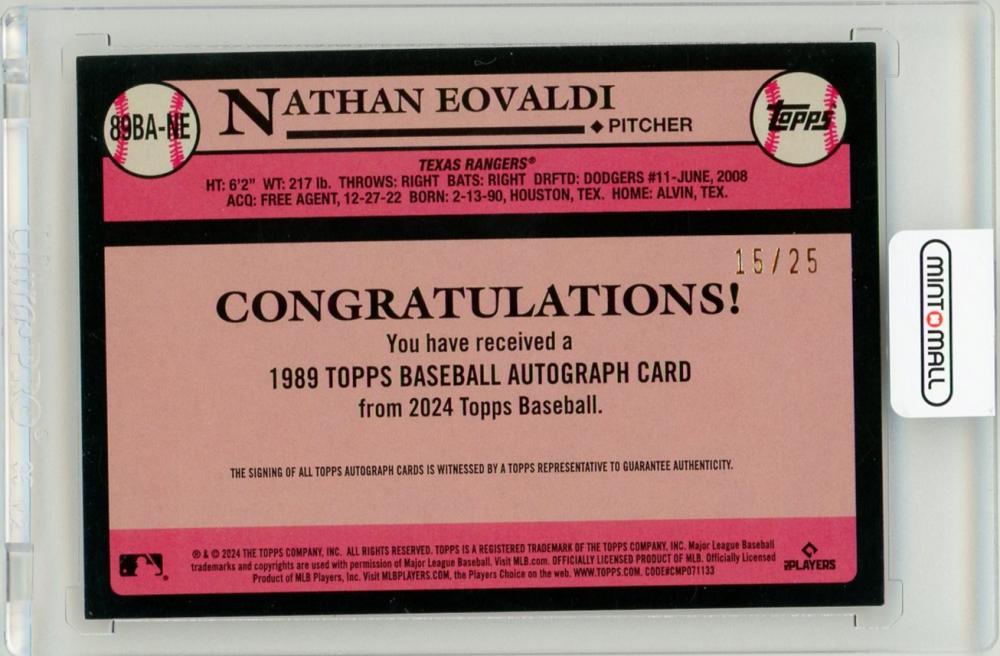 89BA-NE
NATHAN EOVALDI
◆ PITCHER
Topps®
TEXAS RANGERS®
HT: 6'2" WT: 217 lb. THROWS: RIGHT BATS: RIGHT DRFTD: DODGERS #11-JUNE, 2008
ACQ: FREE AGENT, 12-27-22 BORN: 2-13-90, HOUSTON, TEX. HOME: ALVIN, TEX.
15/25
CONGRATULATIONS!
You have received a
1989 TOPPS BASEBALL AUTOGRAPH CARD
from 2024 Topps Baseball.
THE SIGNING OF ALL TOPPS AUTOGRAPH CARDS IS WITNESSED BY A TOPPS REPRESENTATIVE TO GUARANTEE AUTHENTICITY.
® & © 2024 THE TOPPS COMPANY, INC. ALL RIGHTS RESERVED. TOPPS IS A REGISTERED TRADEMARK OF THE TOPPS COMPANY, INC. Major League Baseball
trademarks and copyrights are used with permission of Major League Baseball. Visit MLB.com. OFFICIALLY LICENSED PRODUCT OF MLB. Officially Licensed
Product of MLB Players, Inc. Visit MLBPLAYERS.COM, the Players Choice on the web. WWW.TOPPS.COM. CODE#CMP071133
PLAYERS
MINT MALL